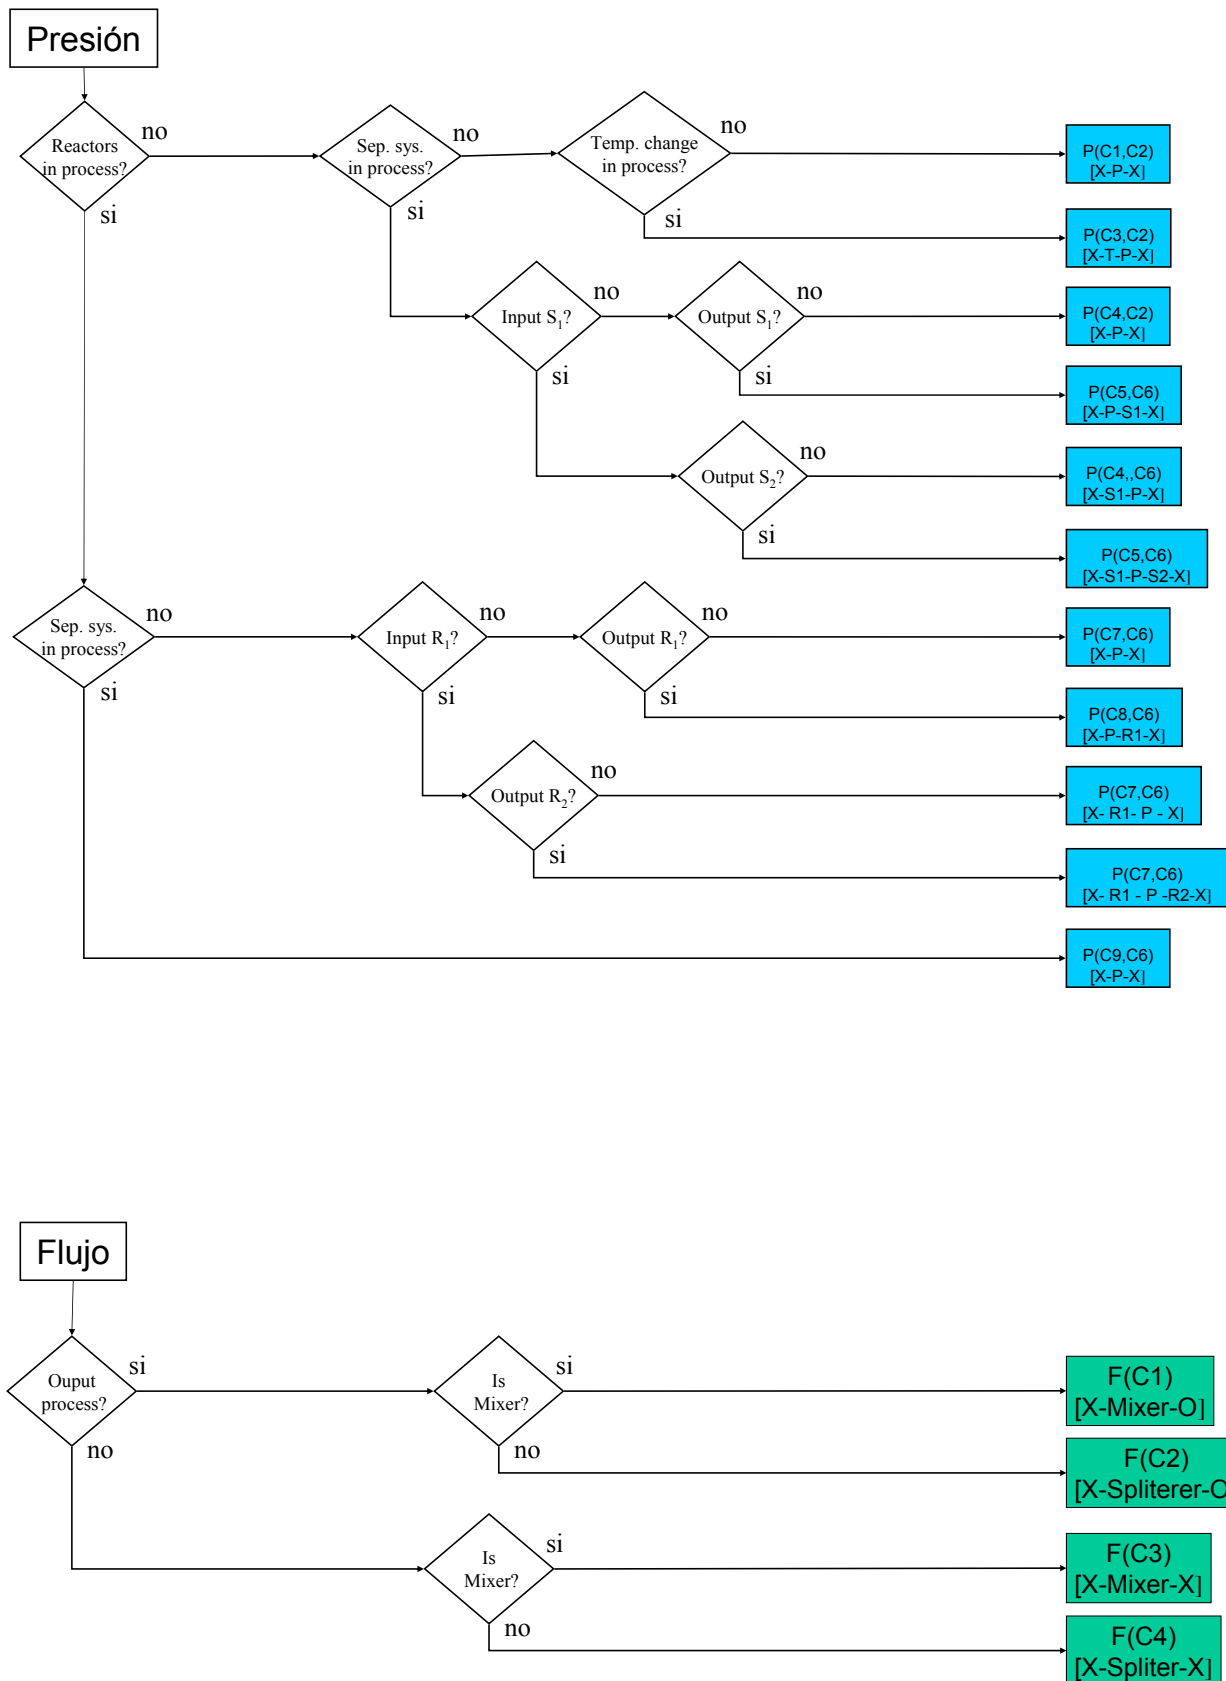 Presión
Reactors
in process?
no
si
Sep. sys.
in process?
no
si
Temp. change
in process?
no
si
P(C1,C2)
[X-P-X]
P(C3,C2)
[X-T-P-X]
Input S1?
no
si
Output S1?
no
si
P(C4,C2)
[X-P-X]
P(C5,C6)
[X-P-S1-X]
Output S2?
no
si
P(C4,,C6)
[X-S1-P-X]
P(C5,C6)
[X-S1-P-S2-X]
Sep. sys.
in process?
no
si
Input R1?
no
si
Output R1?
no
si
P(C7,C6)
[X-P-X]
P(C8,C6)
[X-P-R1-X]
Output R2?
no
si
P(C7,C6)
[X- R1- P - X]
P(C7,C6)
[X- R1 - P -R2-X]
P(C9,C6)
[X-P-X]
Flujo
Ouput
process?
si
no
Is
Mixer?
si
no
F(C1)
[X-Mixer-O]
F(C2)
[X-Spliterer-O
Is
Mixer?
si
no
F(C3)
[X-Mixer-X]
F(C4)
[X-Spliter-X]